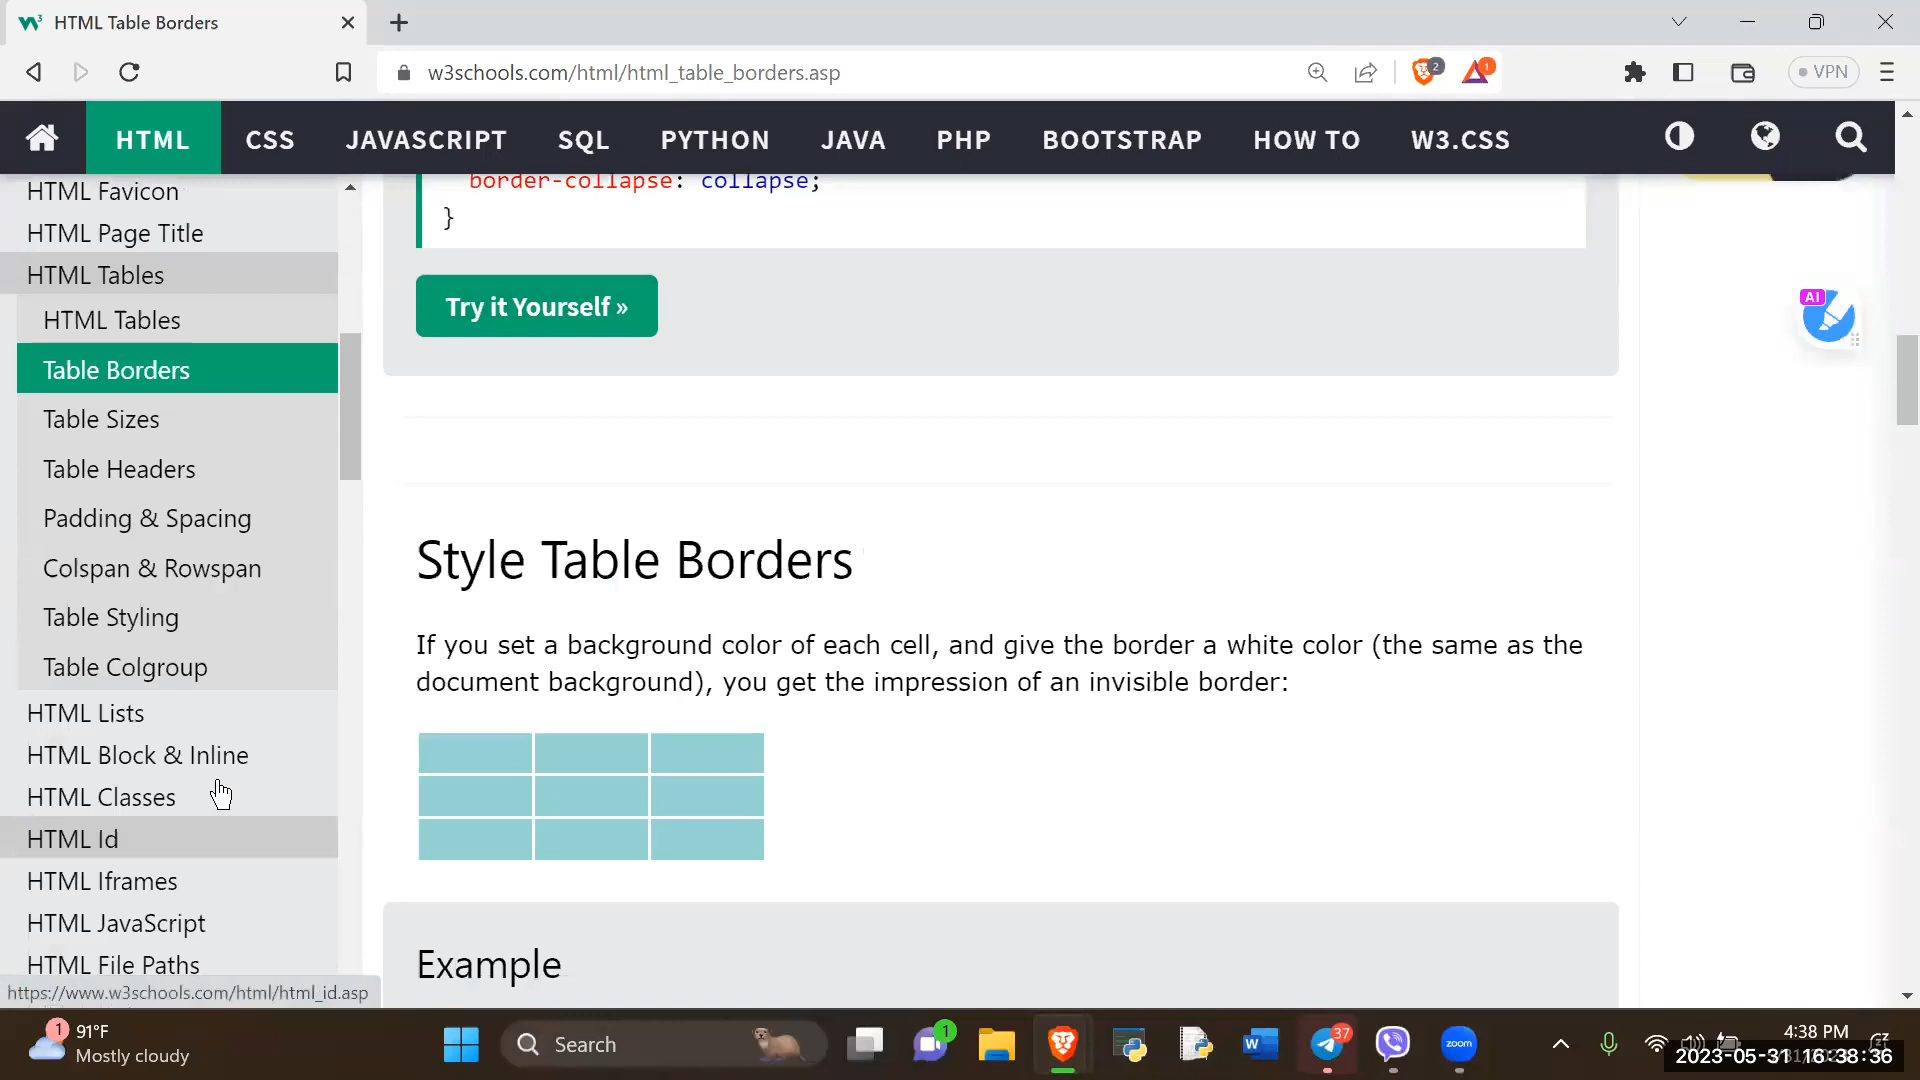 HTML Table Borders
w3schools.com/html/html_table_borders.asp
2
1
VPN
HTML
CSS
JAVASCRIPT
SQL
PYTHON
JAVA
PHP
BOOTSTRAP
HOW TO
W3.CSS
HTML Favicon
HTML Page Title
HTML Tables
HTML Tables
Table Borders
Table Sizes
Table Headers
Padding & Spacing
Colspan & Rowspan
Table Styling
Table Colgroup
HTML Lists
HTML Block & Inline
HTML Classes
HTML Id
HTML Iframes
HTML JavaScript
HTML File Paths
https://www.w3schools.com/html/html_id.asp
border-collapse: collapse;
}
Try it Yourself »
AI
Style Table Borders
If you set a background color of each cell, and give the border a white color (the same as the
document background), you get the impression of an invisible border:
Example
1
91°F
Mostly cloudy
Search
1
W
37
zoom
4:38 PM
2023-05-31 16:38:36